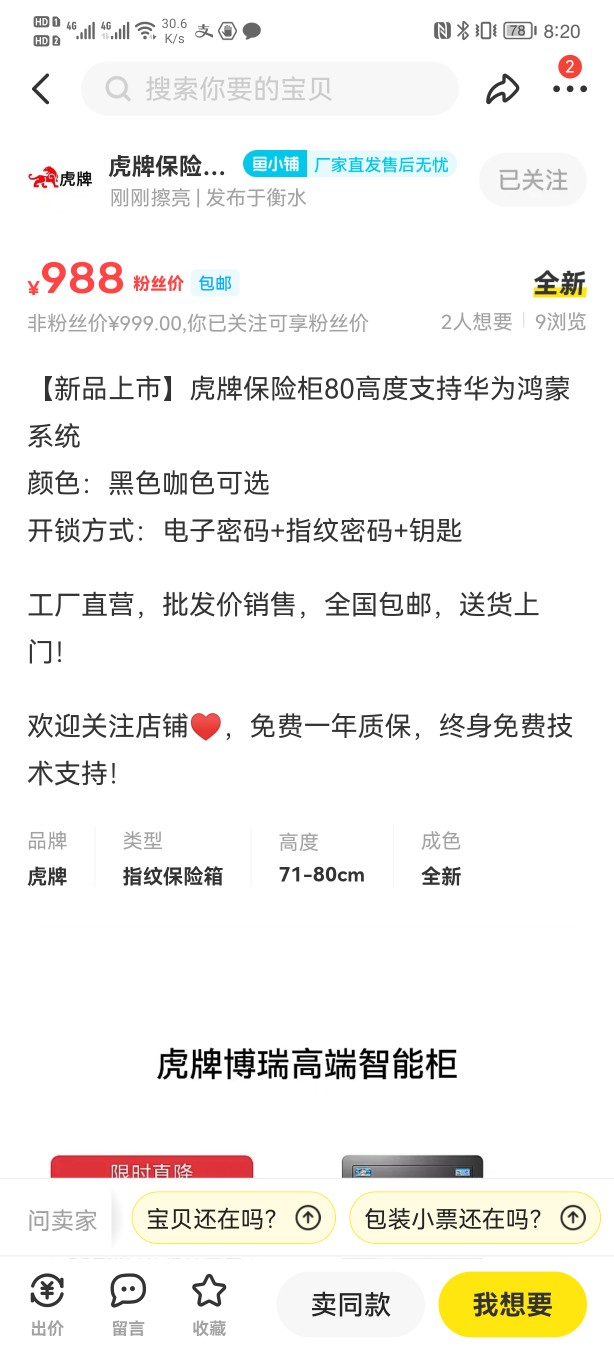 HD 1 4G 4G 30.6 K/s 支 78 8:20
HD 2
搜索你要的宝贝
2
虎牌
虎牌保险...
鱼小铺 厂家直发售后无忧
已关注
刚刚擦亮 | 发布于衡水
¥988 粉丝价 包邮
全新
非粉丝价¥999.00,你已关注可享粉丝价
2人想要 9浏览
【新品上市】虎牌保险柜80高度支持华为鸿蒙
系统
颜色：黑色咖色可选
开锁方式：电子密码+指纹密码+钥匙
工厂直营，批发价销售，全国包邮，送货上
门！
欢迎关注店铺❤️，免费一年质保，终身免费技
术支持！
品牌 类型 高度 成色
虎牌 指纹保险箱 71-80cm 全新
虎牌博瑞高端智能柜
限时直降
问卖家 宝贝还在吗？ 包装小票还在吗？
出价 留言 收藏 卖同款 我想要